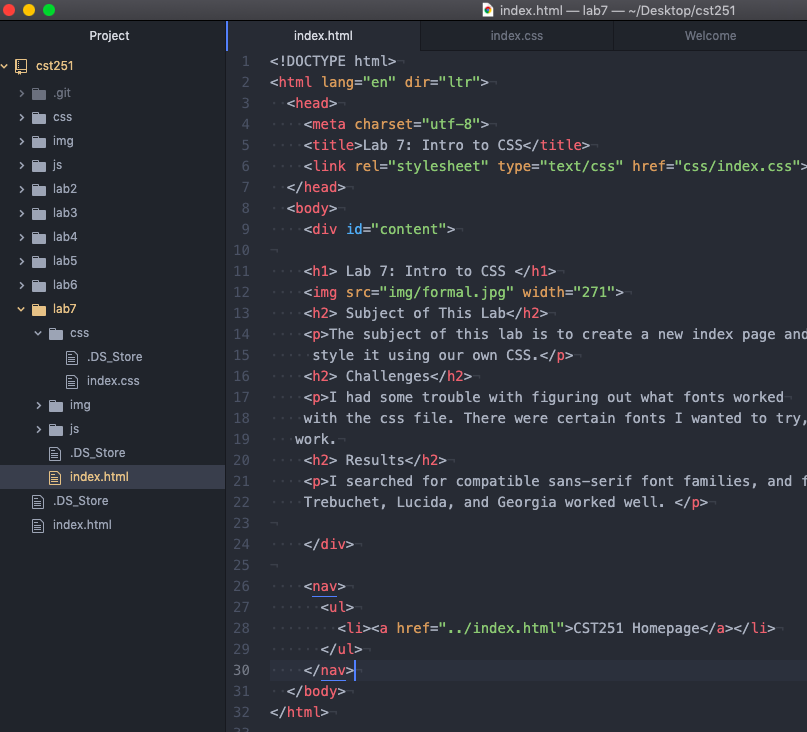 index.html — lab7 — ~/Desktop/cst251
Project
index.html
index.css
Welcome
cst251
.git
css
img
js
lab2
lab3
lab4
lab5
lab6
lab7
css
.DS_Store
index.css
img
js
.DS_Store
index.html
.DS_Store
index.html
1 <!DOCTYPE html>
2 <html lang="en" dir="ltr">
3 <head>
4 <meta charset="utf-8">
5 <title>Lab 7: Intro to CSS</title>
6 <link rel="stylesheet" type="text/css" href="css/index.css">
7 </head>
8 <body>
9 <div id="content">
10
11 <h1> Lab 7: Intro to CSS </h1>
12 <img src="img/formal.jpg" width="271">
13 <h2> Subject of This Lab</h2>
14 <p>The subject of this lab is to create a new index page and
15 style it using our own CSS.</p>
16 <h2> Challenges</h2>
17 <p>I had some trouble with figuring out what fonts worked
18 with the css file. There were certain fonts I wanted to try,
19 work.
20 <h2> Results</h2>
21 <p>I searched for compatible sans-serif font families, and f
22 Trebuchet, Lucida, and Georgia worked well. </p>
23
24 </div>
25
26 <nav>
27 <ul>
28 <li><a href="../index.html">CST251 Homepage</a></li>
29 </ul>
30 </nav>
31 </body>
32 </html>